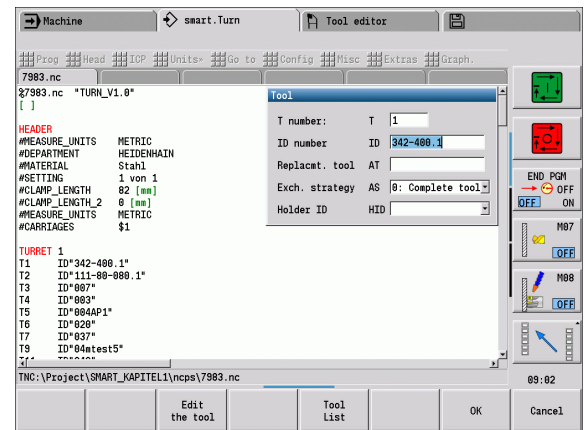 Machine
smart.Turn
Tool editor
Prog Head ICP Units» Go to Config Misc Extras Graph.
7983.nc
%7983.nc "TURN_V1.0"
[ ]
HEADER
#MEASURE_UNITS METRIC
#DEPARTMENT HEIDENHAIN
#MATERIAL Stahl
#SETTING 1 von 1
#CLAMP_LENGTH 82 [mm]
#CLAMP_LENGTH_2 0 [mm]
#MEASURE_UNITS METRIC
#CARRIAGES $1
TURRET 1
T1 ID"342-400.1"
T2 ID"111-80-080.1"
T3 ID"007"
T4 ID"003"
T5 ID"004AP1"
T6 ID"020"
T7 ID"037"
T9 ID"04mtest5"
Tool
T number: T 1
ID number ID 342-400.1
Replacmt. tool AT
Exch. strategy AS 0: Complete tool
Holder ID HID
END PGM
OFF
OFF ON
M07
OFF
M08
OFF
TNC:\Project\SMART_KAPITEL1\ncps\7983.nc
09:02
Edit the tool
Tool List
OK
Cancel